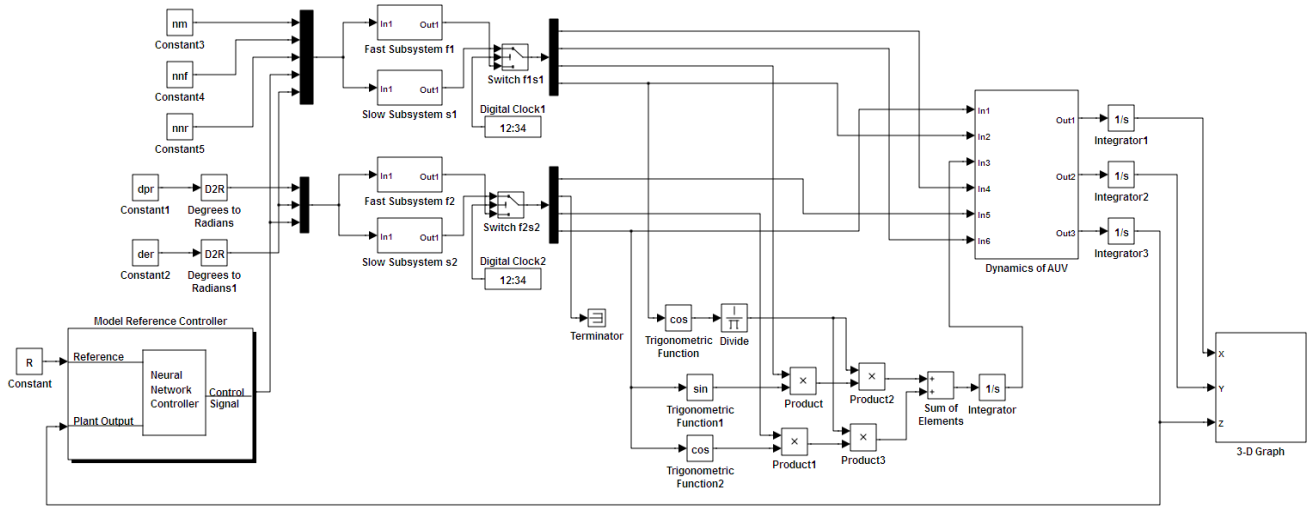 nm
Constant3
nnf
Constant4
nnr
Constant5
In1 Out1
Fast Subsystem f1
In1 Out1
Slow Subsystem s1
Switch f1s1
Digital Clock1
12:34
dpr
Constant1
D2R
Degrees to
Radians
der
Constant2
D2R
Degrees to
Radians1
In1 Out1
Fast Subsystem f2
In1 Out1
Slow Subsystem s2
Switch f2s2
Digital Clock2
12:34
Terminator
In1
In2
In3
In4
In5
In6
Out1
Out2
Out3
Dynamics of AUV
1/s
Integrator1
1/s
Integrator2
1/s
Integrator3
Model Reference Controller
R
Constant
Reference
Plant Output
Neural
Network
Controller
Control
Signal
cos
Trigonometric
Function
Divide
sin
Trigonometric
Function1
cos
Trigonometric
Function2
×
Product
×
Product1
×
Product2
×
Product3
+
+
Sum of
Elements
1/s
Integrator
X
Y
Z
3-D Graph